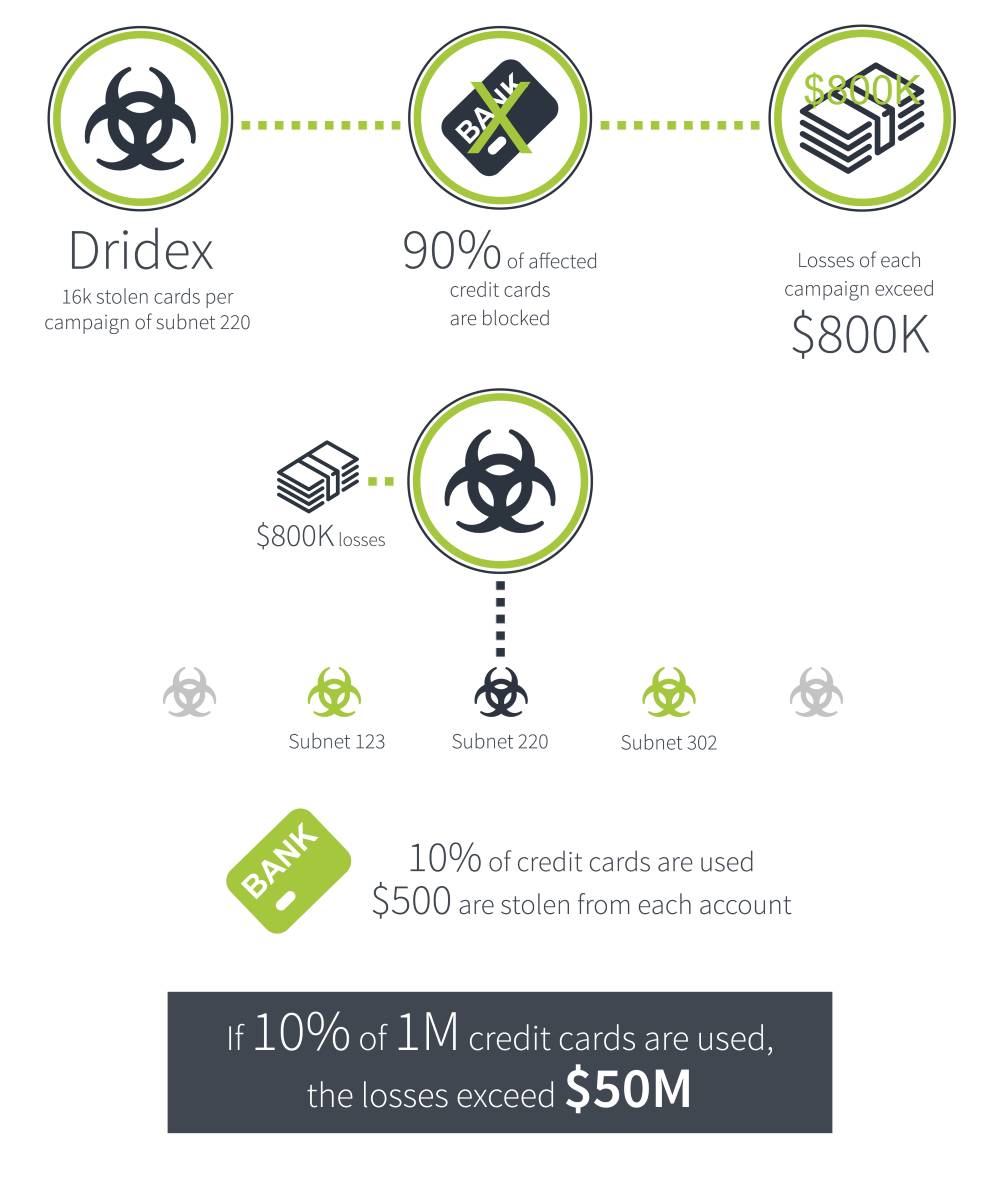 BANK
X
$800K
Dridex
16k stolen cards per
campaign of subnet 220
90% of affected
credit cards
are blocked
Losses of each
campaign exceed
$800K
$800K losses
Subnet 123
Subnet 220
Subnet 302
BANK
10% of credit cards are used
$500 are stolen from each account
If 10% of 1M credit cards are used,
the losses exceed $50M